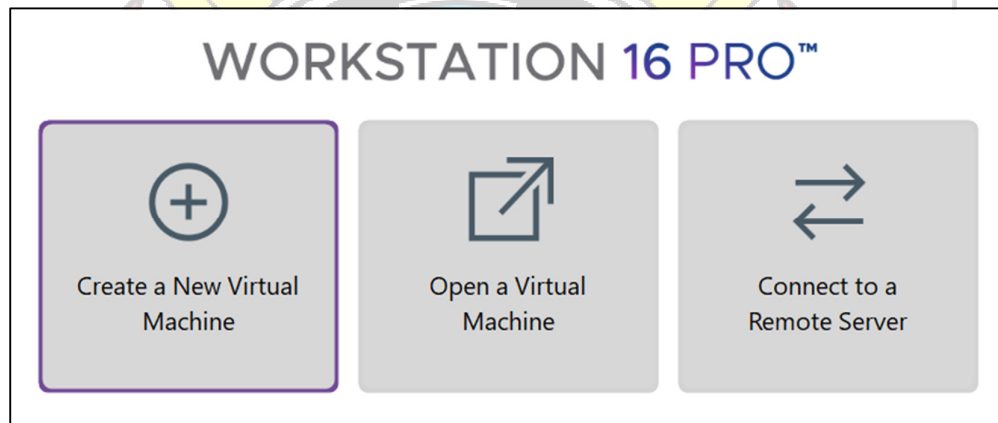 WORKSTATION 16 PRO™
Create a New Virtual
Machine
Open a Virtual
Machine
Connect to a
Remote Server